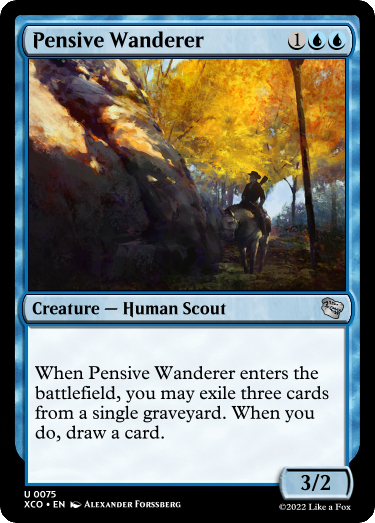 Pensive Wanderer 1
Creature — Human Scout
When Pensive Wanderer enters the
battlefield, you may exile three cards
from a single graveyard. When you
do, draw a card.
3/2
U 0075
XCO • EN Alexander Forssberg
©2022 Like a Fox